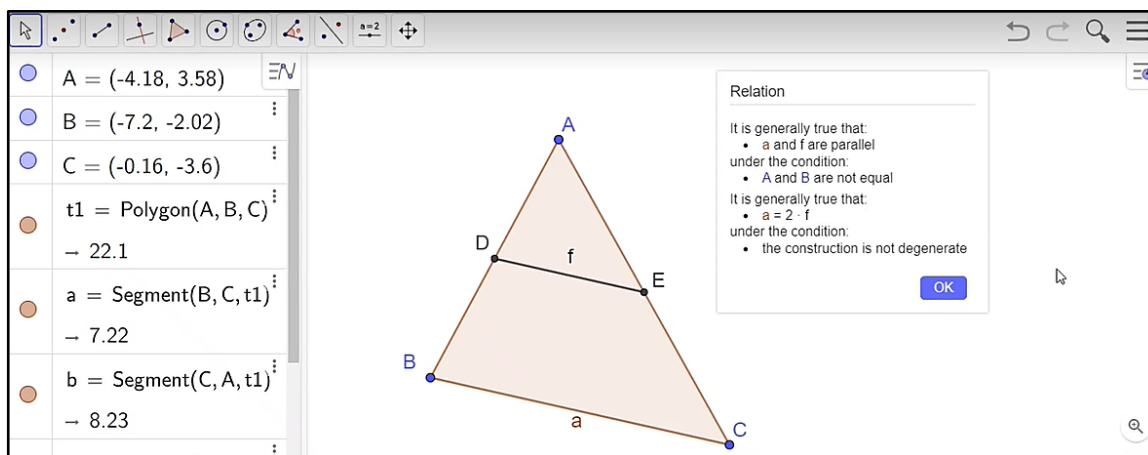 a=2
A = (-4.18, 3.58)
B = (-7.2, -2.02)
C = (-0.16, -3.6)
t1 = Polygon(A, B, C)
→ 22.1
a = Segment(B, C, t1)
→ 7.22
b = Segment(C, A, t1)
→ 8.23
A
D
f
E
B
a
C
Relation
It is generally true that:
• a and f are parallel
under the condition:
• A and B are not equal
It is generally true that:
• a = 2 · f
under the condition:
• the construction is not degenerate
OK